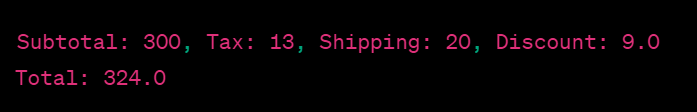 Subtotal: 300, Tax: 13, Shipping: 20, Discount: 9.0
Total: 324.0